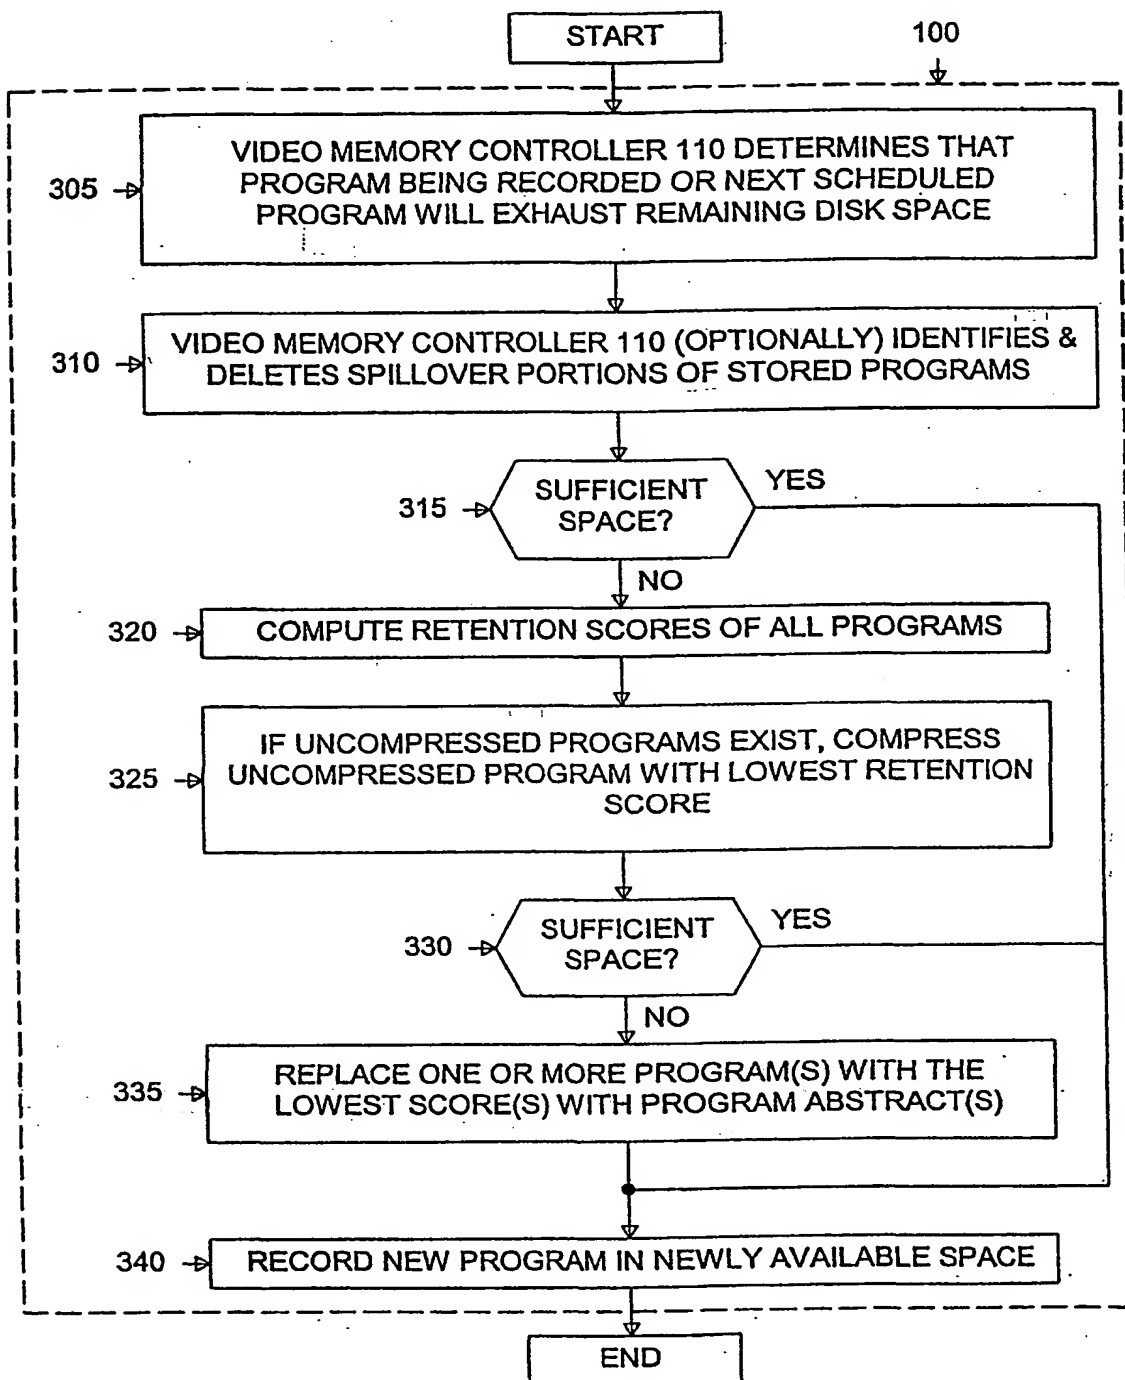 START
100
305
VIDEO MEMORY CONTROLLER 110 DETERMINES THAT
PROGRAM BEING RECORDED OR NEXT SCHEDULED
PROGRAM WILL EXHAUST REMAINING DISK SPACE
310
VIDEO MEMORY CONTROLLER 110 (OPTIONALLY) IDENTIFIES &
DELETES SPILLOVER PORTIONS OF STORED PROGRAMS
315
SUFFICIENT
SPACE?
YES
NO
320
COMPUTE RETENTION SCORES OF ALL PROGRAMS
325
IF UNCOMPRESSED PROGRAMS EXIST, COMPRESS
UNCOMPRESSED PROGRAM WITH LOWEST RETENTION
SCORE
330
SUFFICIENT
SPACE?
YES
NO
335
REPLACE ONE OR MORE PROGRAM(S) WITH THE
LOWEST SCORE(S) WITH PROGRAM ABSTRACT(S)
340
RECORD NEW PROGRAM IN NEWLY AVAILABLE SPACE
END